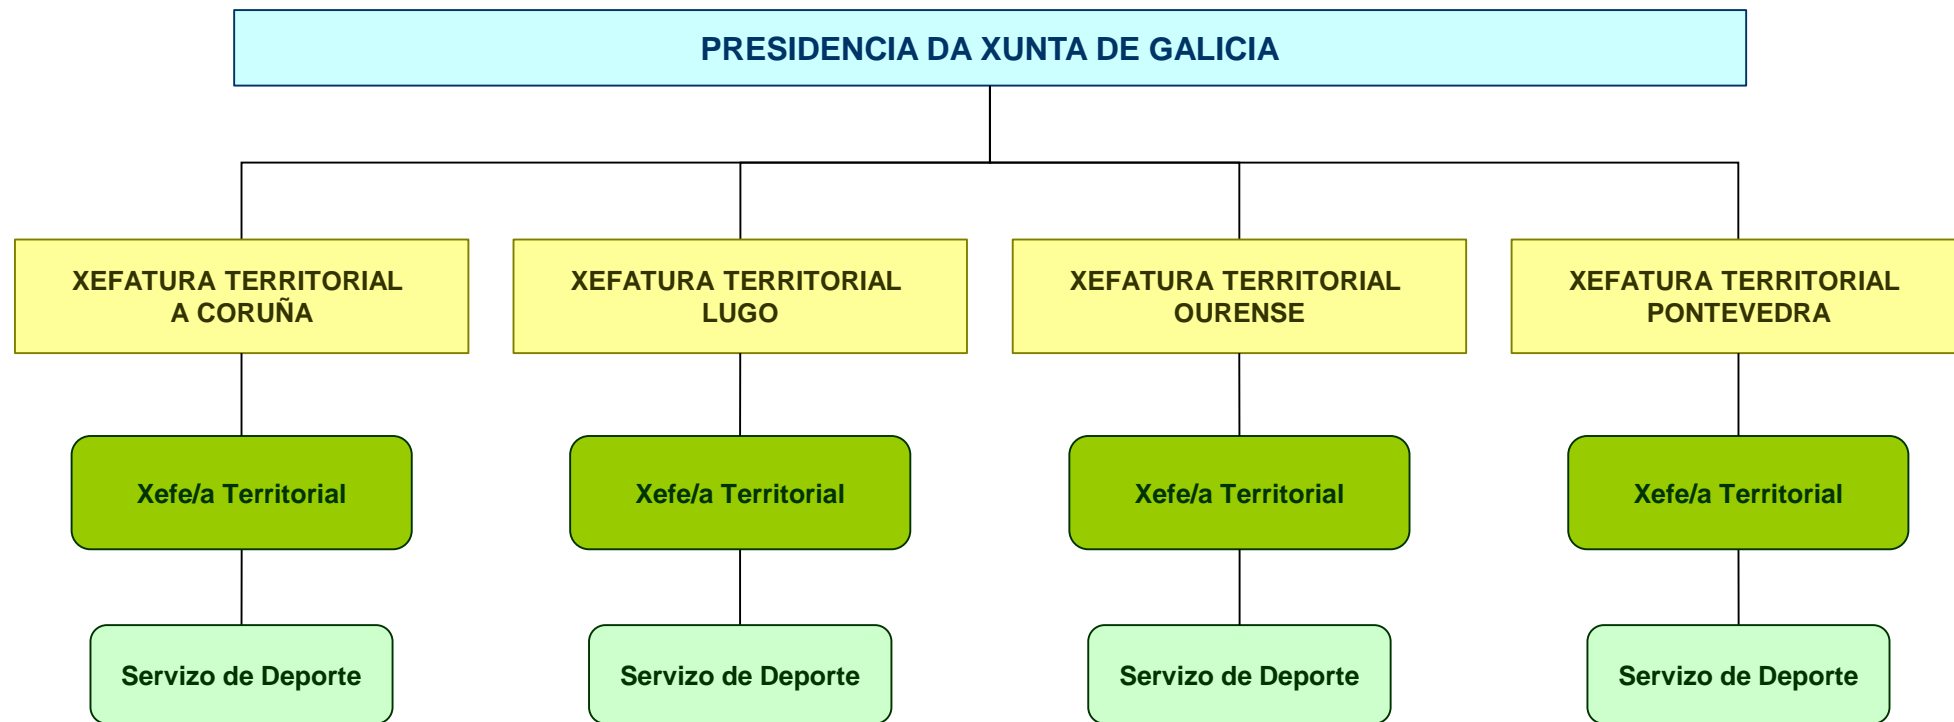 PRESIDENCIA DA XUNTA DE GALICIA
XEFATURA TERRITORIAL
A CORUÑA
XEFATURA TERRITORIAL
LUGO
XEFATURA TERRITORIAL
OURENSE
XEFATURA TERRITORIAL
PONTEVEDRA
Xefe/a Territorial
Xefe/a Territorial
Xefe/a Territorial
Xefe/a Territorial
Servizo de Deporte
Servizo de Deporte
Servizo de Deporte
Servizo de Deporte